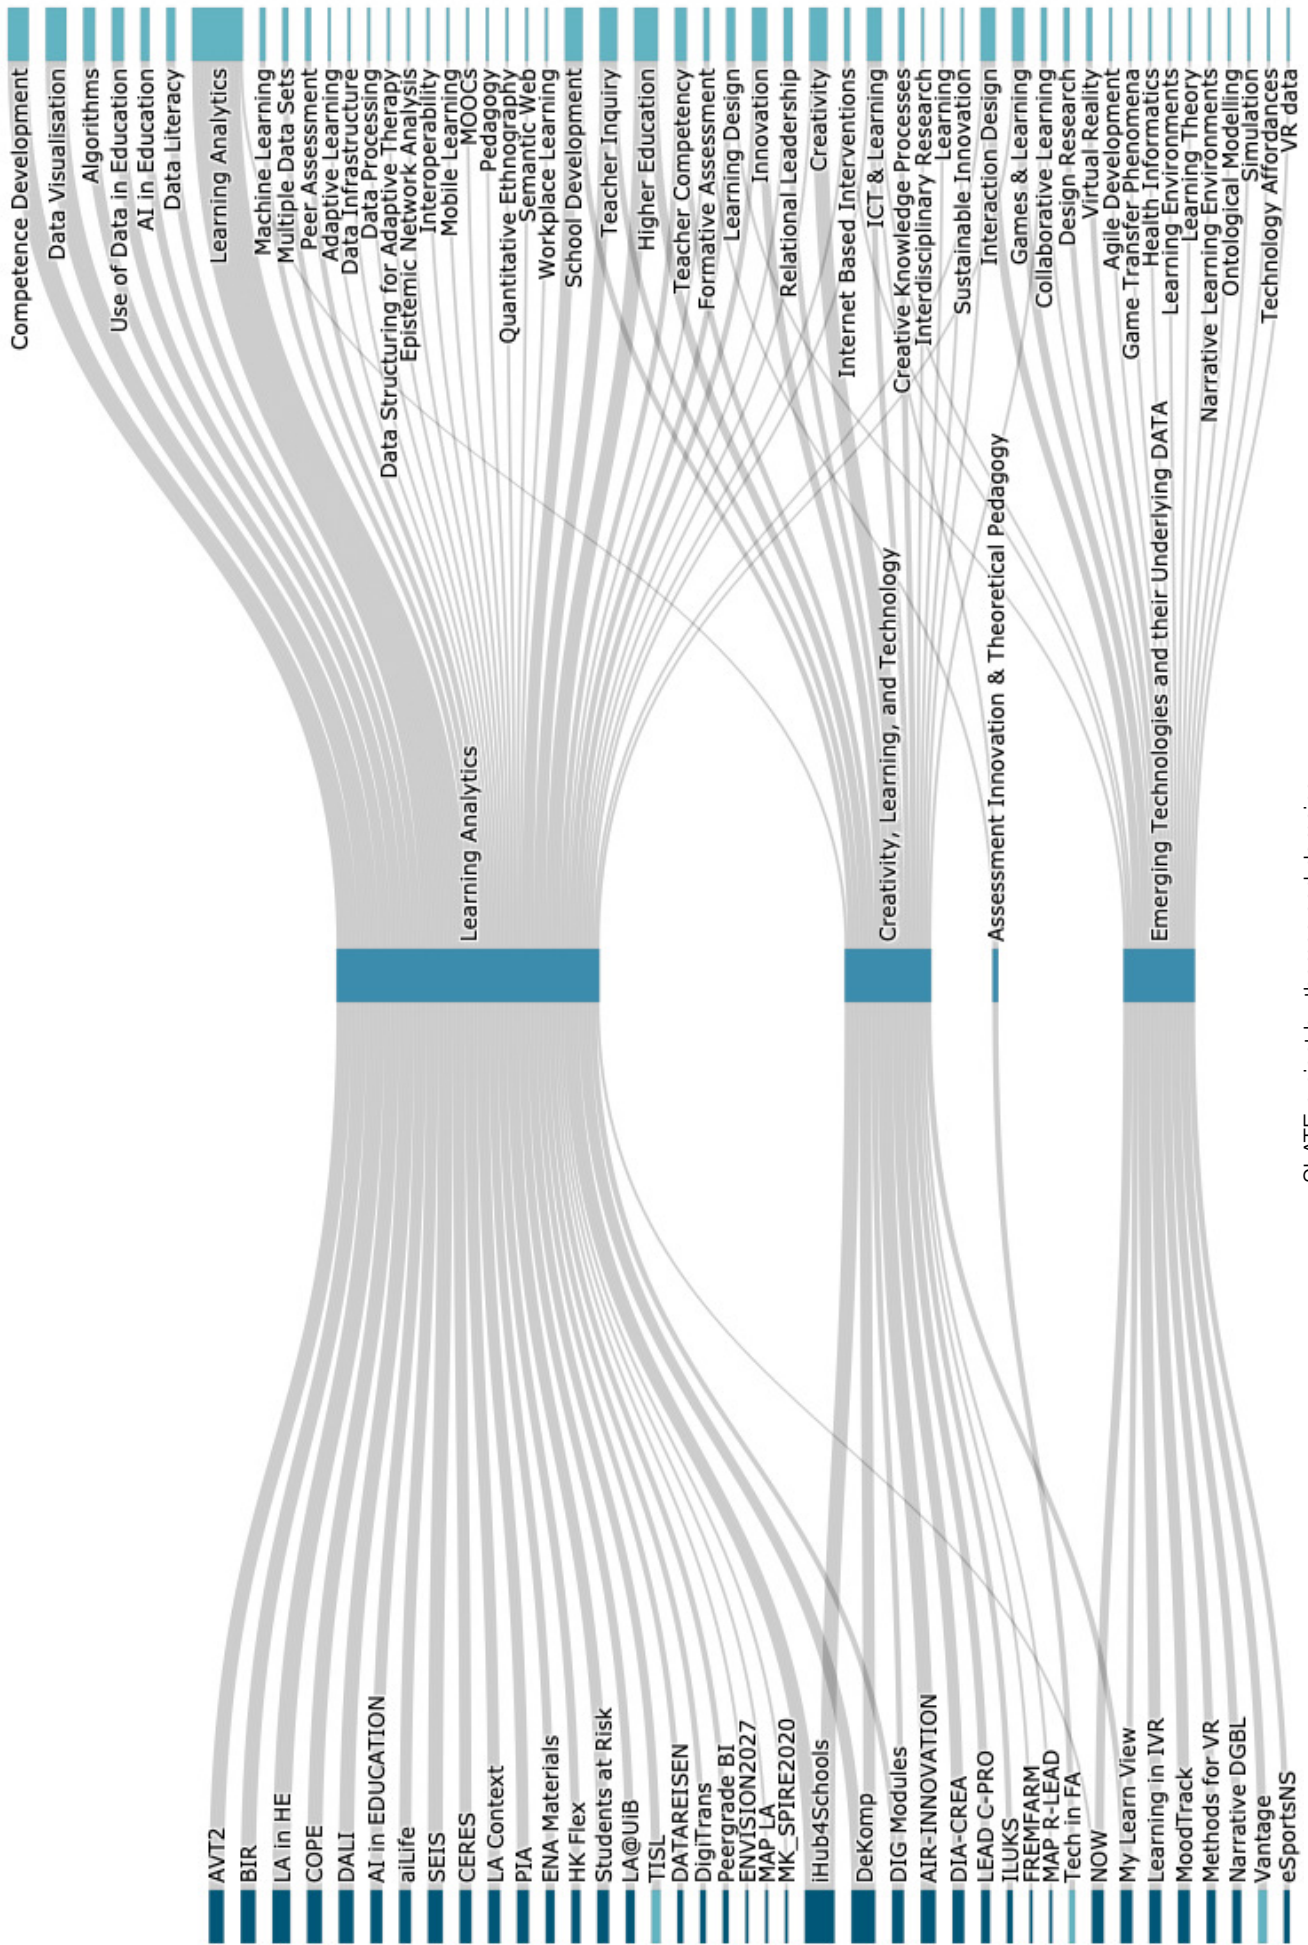 Competence Development
Data Visualisation
Algorithms
Use of Data in Education
AI in Education
Data Literacy
Learning Analytics
Machine Learning
Multiple Data Sets
Peer Assessment
Adaptive Learning
Data Infrastructure
Data Processing
Data Structuring for Adaptive Therapy
Epistemic Network Analysis
Interoperability
Mobile Learning
MOOCs
Pedagogy
Quantitative Ethnography
Semantic Web
Workplace Learning
School Development
Teacher Inquiry
Higher Education
Teacher Competency
Formative Assessment
Learning Design
Innovation
Relational Leadership
Creativity
Internet Based Interventions
ICT & Learning
Creative Knowledge Processes
Interdisciplinary Research
Learning
Sustainable Innovation
Interaction Design
Games & Learning
Collaborative Learning
Design Research
Virtual Reality
Agile Development
Game Transfer Phenomena
Health Informatics
Learning Environments
Learning Theory
Narrative Learning Environments
Ontological Modelling
Simulation
Technology Affordances
VR data
Learning Analytics
Creativity, Learning, and Technology
Assessment Innovation & Theoretical Pedagogy
Emerging Technologies and their Underlying DATA
AVT2
BIR
LA in HE
COPE
DALI
AI in EDUCATION
aiLife
SEIS
CERES
LA Context
PIA
ENA Materials
HK Flex
Students at Risk
LA@UIB
TISL
DATAREISEN
DigiTrans
Peergrade BI
ENVISION2027
MAP LA
MK_SPIRE2020
iHub4Schools
DeKomp
DIG Modules
AIR-INNOVATION
DIA-CREA
LEAD C-PRO
ILUKS
FREMFARM
MAP R-LEAD
Tech in FA
NOW
My Learn View
Learning in IVR
MoodTrack
Methods for VR
Narrative DGBL
Vantage
eSportsNS